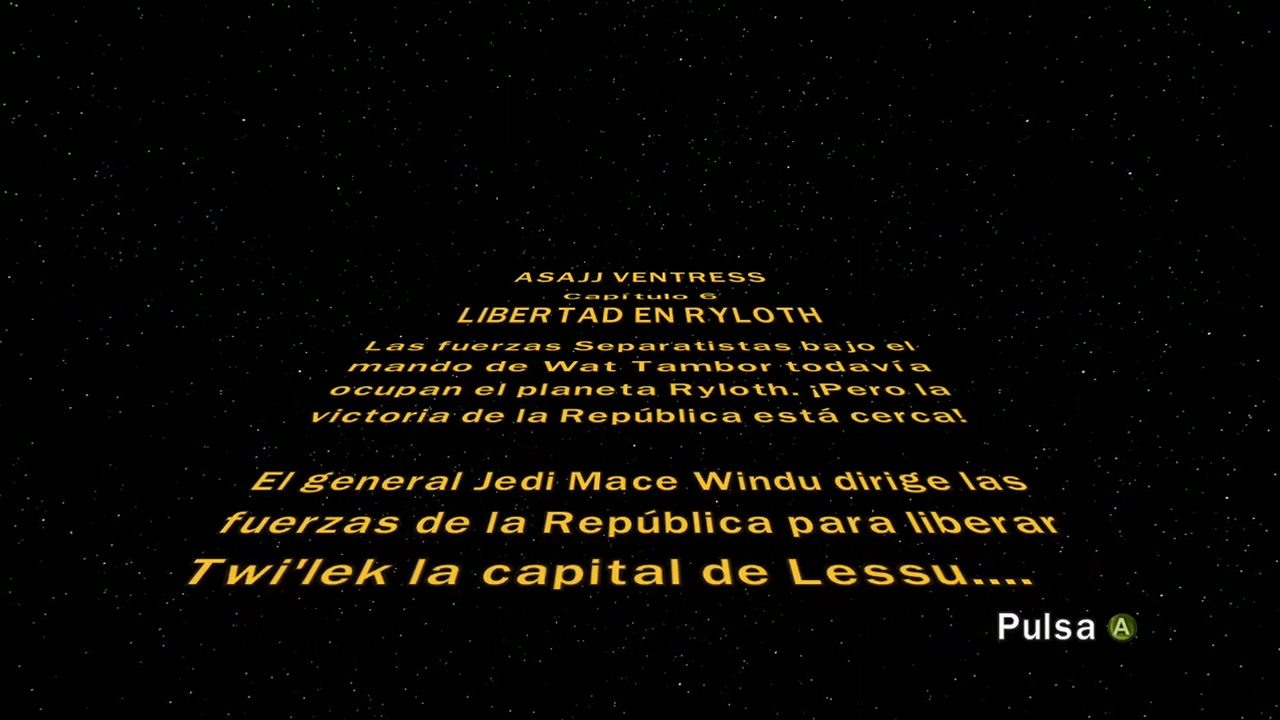 ASAJJ VENTRESS
Capítulo 6
LIBERTAD EN RYLOTH
Las fuerzas Separatistas bajo el
mando de Wat Tambor todavía
ocupan el planeta Ryloth. ¡Pero la
victoria de la República está cerca!
El general Jedi Mace Windu dirige las
fuerzas de la República para liberar
Twi'lek la capital de Lessu....
Pulsa A